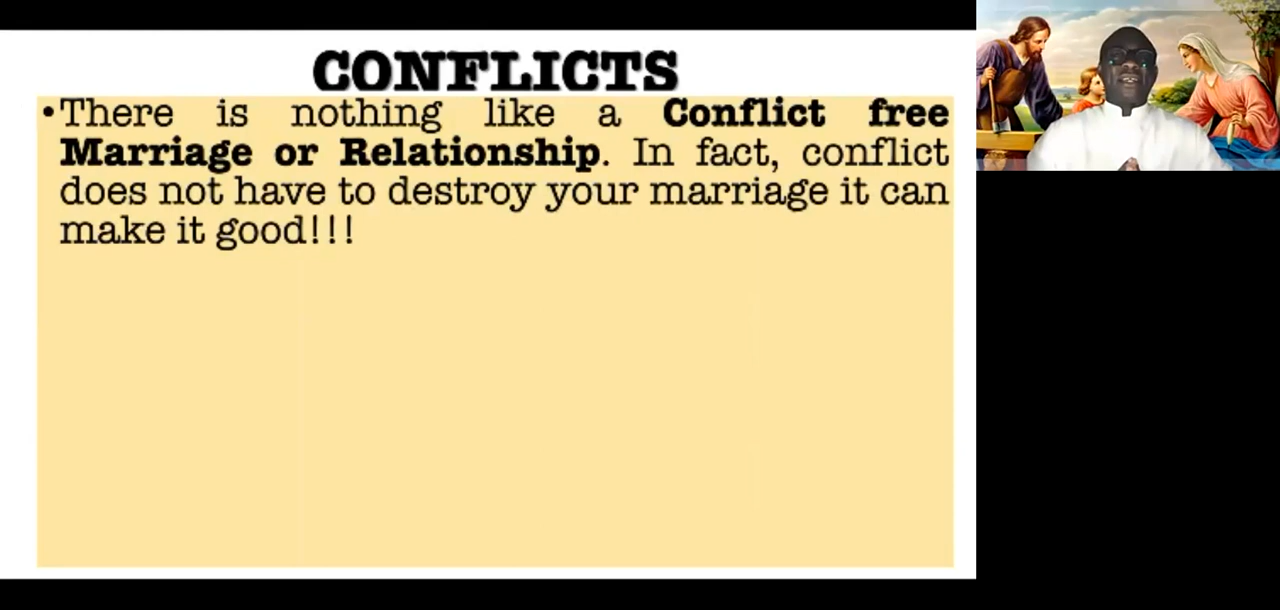 CONFLICTS
•There is nothing like a Conflict free
Marriage or Relationship. In fact, conflict
does not have to destroy your marriage it can
make it good!!!